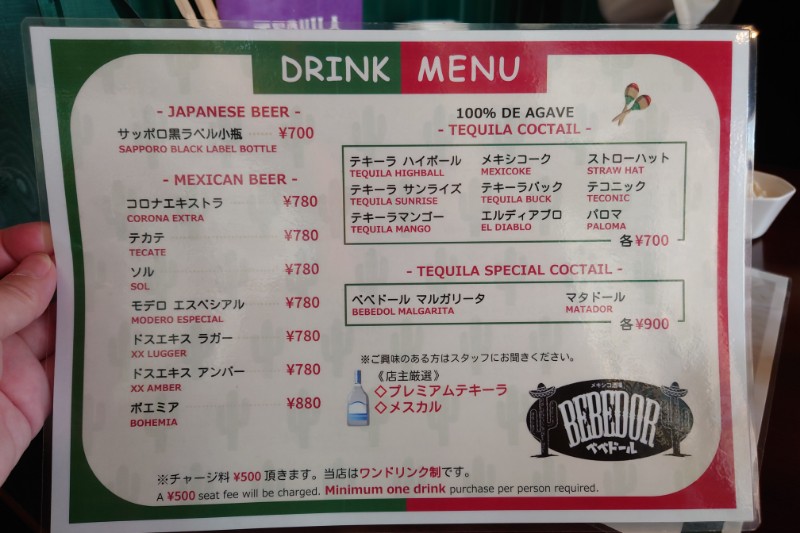 TEQUILA
DRINK MENU
- JAPANESE BEER -
サッポロ黒ラベル小瓶 ¥700
SAPPORO BLACK LABEL BOTTLE
- MEXICAN BEER -
コロナエキストラ ¥780
CORONA EXTRA
テカテ ¥780
TECATE
ソル ¥780
SOL
モデロ エスペシアル ¥780
MODERO ESPECIAL
ドスエキス ラガー ¥780
XX LUGGER
ドスエキス アンバー ¥780
XX AMBER
ボエミア ¥880
BOHEMIA
100% DE AGAVE
- TEQUILA COCTAIL -
テキーラ ハイボール メキシコーク ストローハット
TEQUILA HIGHBALL MEXICOKE STRAW HAT
テキーラ サンライズ テキーラバック テコニック
TEQUILA SUNRISE TEQUILA BUCK TECONIC
テキーラマンゴー エルディアブロ パロマ
TEQUILA MANGO EL DIABLO PALOMA
各¥700
- TEQUILA SPECIAL COCTAIL -
ベベドール マルガリータ マタドール
BEBEDOL MALGARITA MATADOR
各¥900
※ご興味のある方はスタッフにお聞きください。
《店主厳選》
◇プレミアムテキーラ
◇メスカル
メキシコ酒場
BEBEDOR
ベベドール
※チャージ料 ¥500 頂きます。当店はワンドリンク制です。
A ¥500 seat fee will be charged. Minimum one drink purchase per person required.